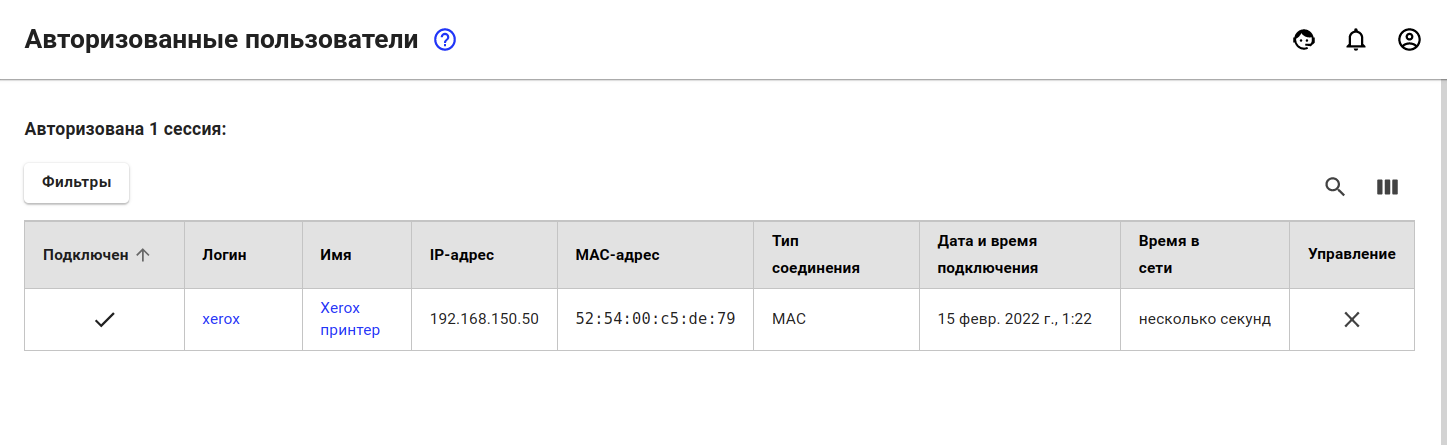 Авторизованные пользователи
Авторизована 1 сессия:
Фильтры
Подключен Логин Имя IP-адрес MAC-адрес Тип соединения Дата и время подключения Время в сети Управление
xerox Xerox принтер 192.168.150.50 52:54:00:c5:de:79 MAC 15 февр. 2022 г., 1:22 несколько секунд